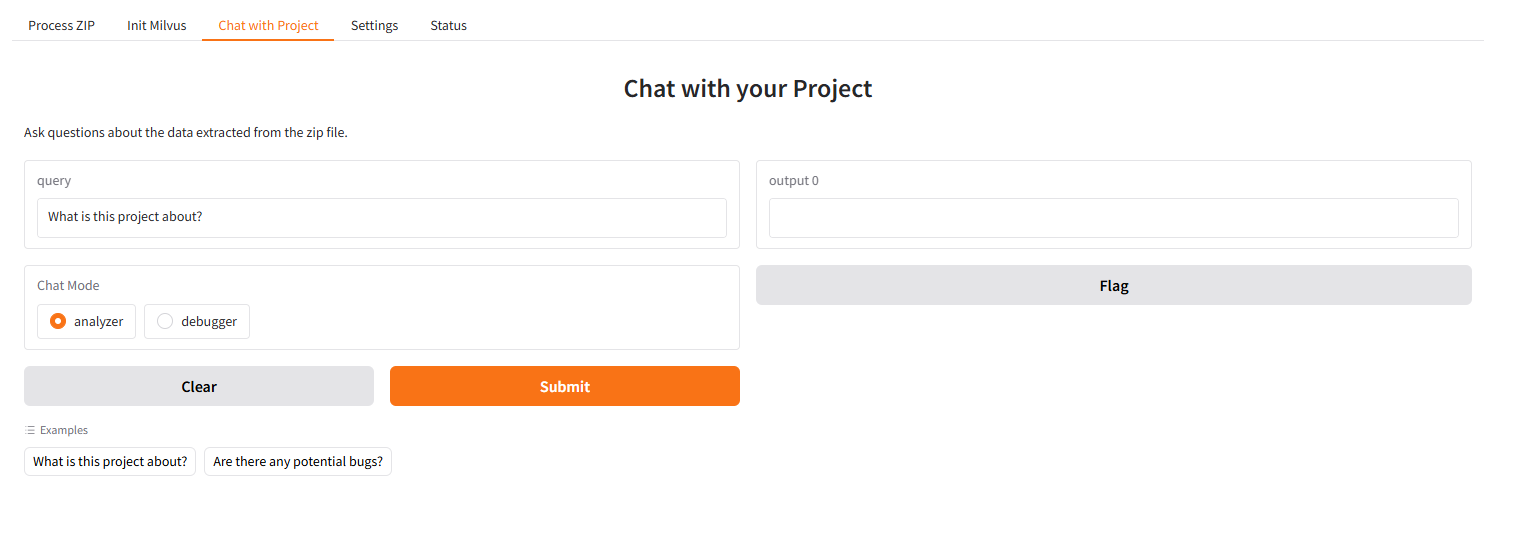 Process ZIP Init Milvus Chat with Project Settings Status
Chat with your Project
Ask questions about the data extracted from the zip file.
query
What is this project about?
output 0
Chat Mode
analyzer debugger
Flag
Clear Submit
Examples
What is this project about? Are there any potential bugs?